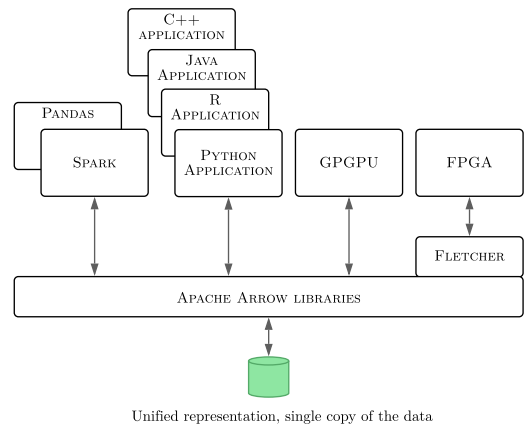 C++
APPLICATION
JAVA
APPLICATION
R
APPLICATION
PANDAS
SPARK
PYTHON
APPLICATION
GPGPU
FPGA
FLETCHER
APACHE ARROW LIBRARIES
Unified representation, single copy of the data